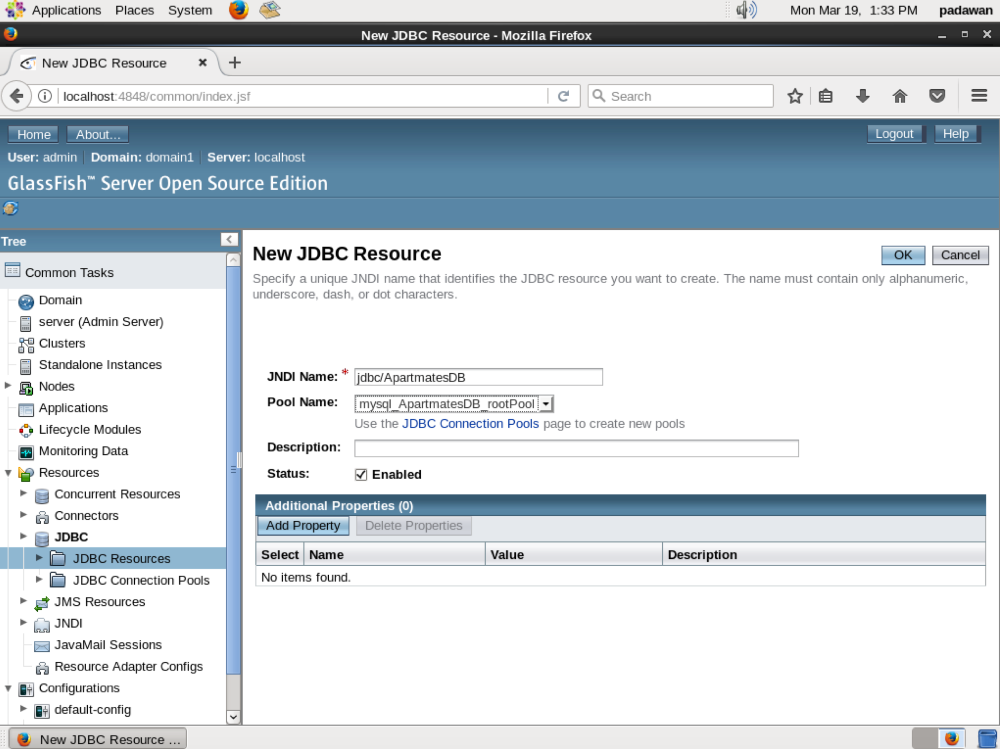 Applications Places System Mon Mar 19, 1:33 PM padawan
New JDBC Resource - Mozilla Firefox
New JDBC Resource
localhost:4848/common/index.jsf Search
Home About... Logout Help
User: admin Domain: domain1 Server: localhost
GlassFish™ Server Open Source Edition
Tree
Common Tasks
Domain
server (Admin Server)
Clusters
Standalone Instances
Nodes
Applications
Lifecycle Modules
Monitoring Data
Resources
Concurrent Resources
Connectors
JDBC
JDBC Resources
JDBC Connection Pools
JMS Resources
JNDI
JavaMail Sessions
Resource Adapter Configs
Configurations
default-config
New JDBC Resource
OK Cancel
Specify a unique JNDI name that identifies the JDBC resource you want to create. The name must contain only alphanumeric,
underscore, dash, or dot characters.
JNDI Name: * jdbc/ApartmatesDB
Pool Name: mysql_ApartmatesDB_rootPool
Use the JDBC Connection Pools page to create new pools
Description:
Status: Enabled
Additional Properties (0)
Add Property Delete Properties
Select Name Value Description
No items found.
New JDBC Resource ...